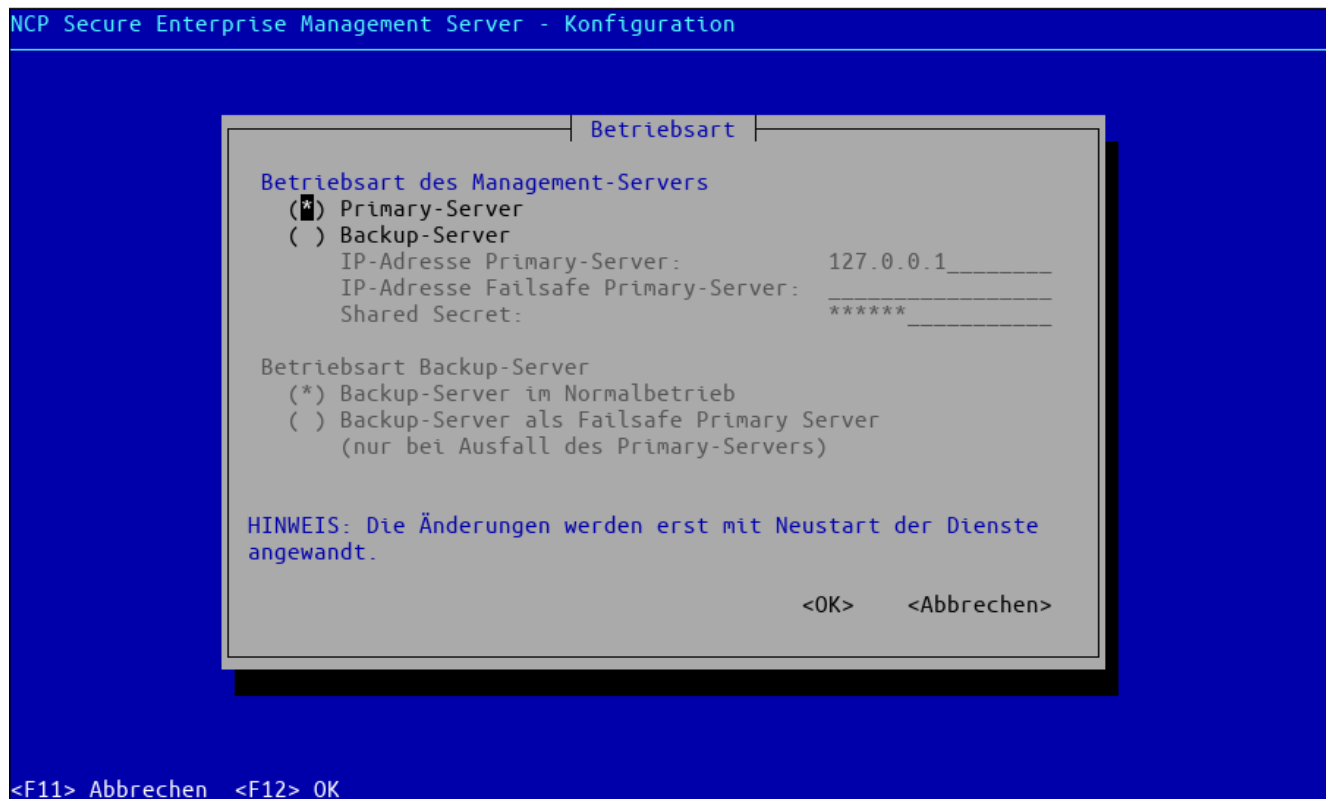 NCP Secure Enterprise Management Server - Konfiguration
Betriebsart
Betriebsart des Management-Servers
(*) Primary-Server
( ) Backup-Server
IP-Adresse Primary-Server: 127.0.0.1________
IP-Adresse Failsafe Primary-Server: _________________
Shared Secret: ******___________
Betriebsart Backup-Server
(*) Backup-Server im Normalbetrieb
( ) Backup-Server als Failsafe Primary Server
(nur bei Ausfall des Primary-Servers)
HINWEIS: Die Änderungen werden erst mit Neustart der Dienste
angewandt.
<OK> <Abbrechen>
<F11> Abbrechen <F12> OK